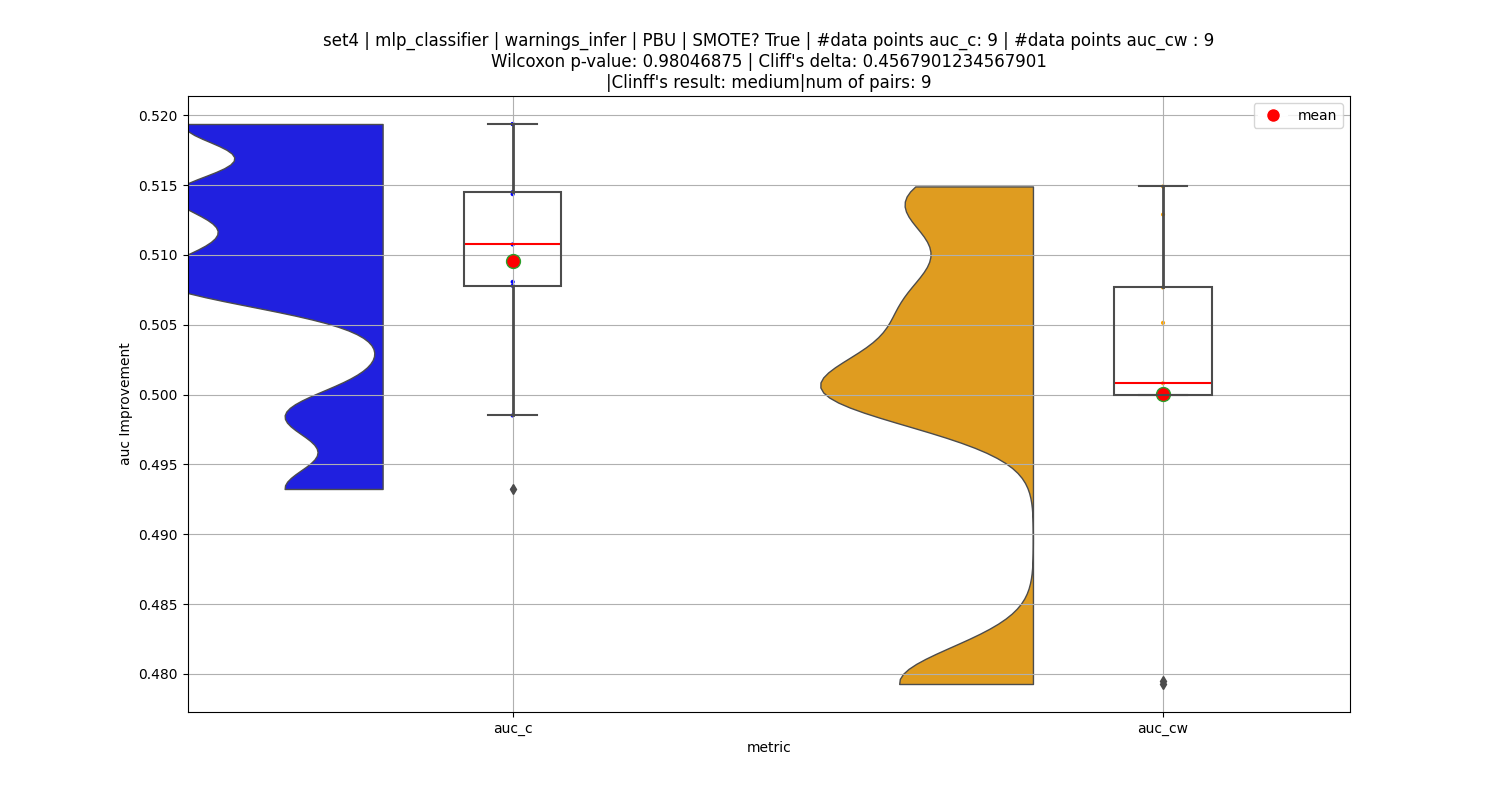 set4 | mlp_classifier | warnings_infer | PBU | SMOTE? True | #data points auc_c: 9 | #data points auc_cw : 9
Wilcoxon p-value: 0.98046875 | Cliff's delta: 0.4567901234567901
|Clinff's result: medium|num of pairs: 9
mean
0.520
0.515
0.510
0.505
0.500
0.495
0.490
0.485
0.480
auc Improvement
auc_c
auc_cw
metric